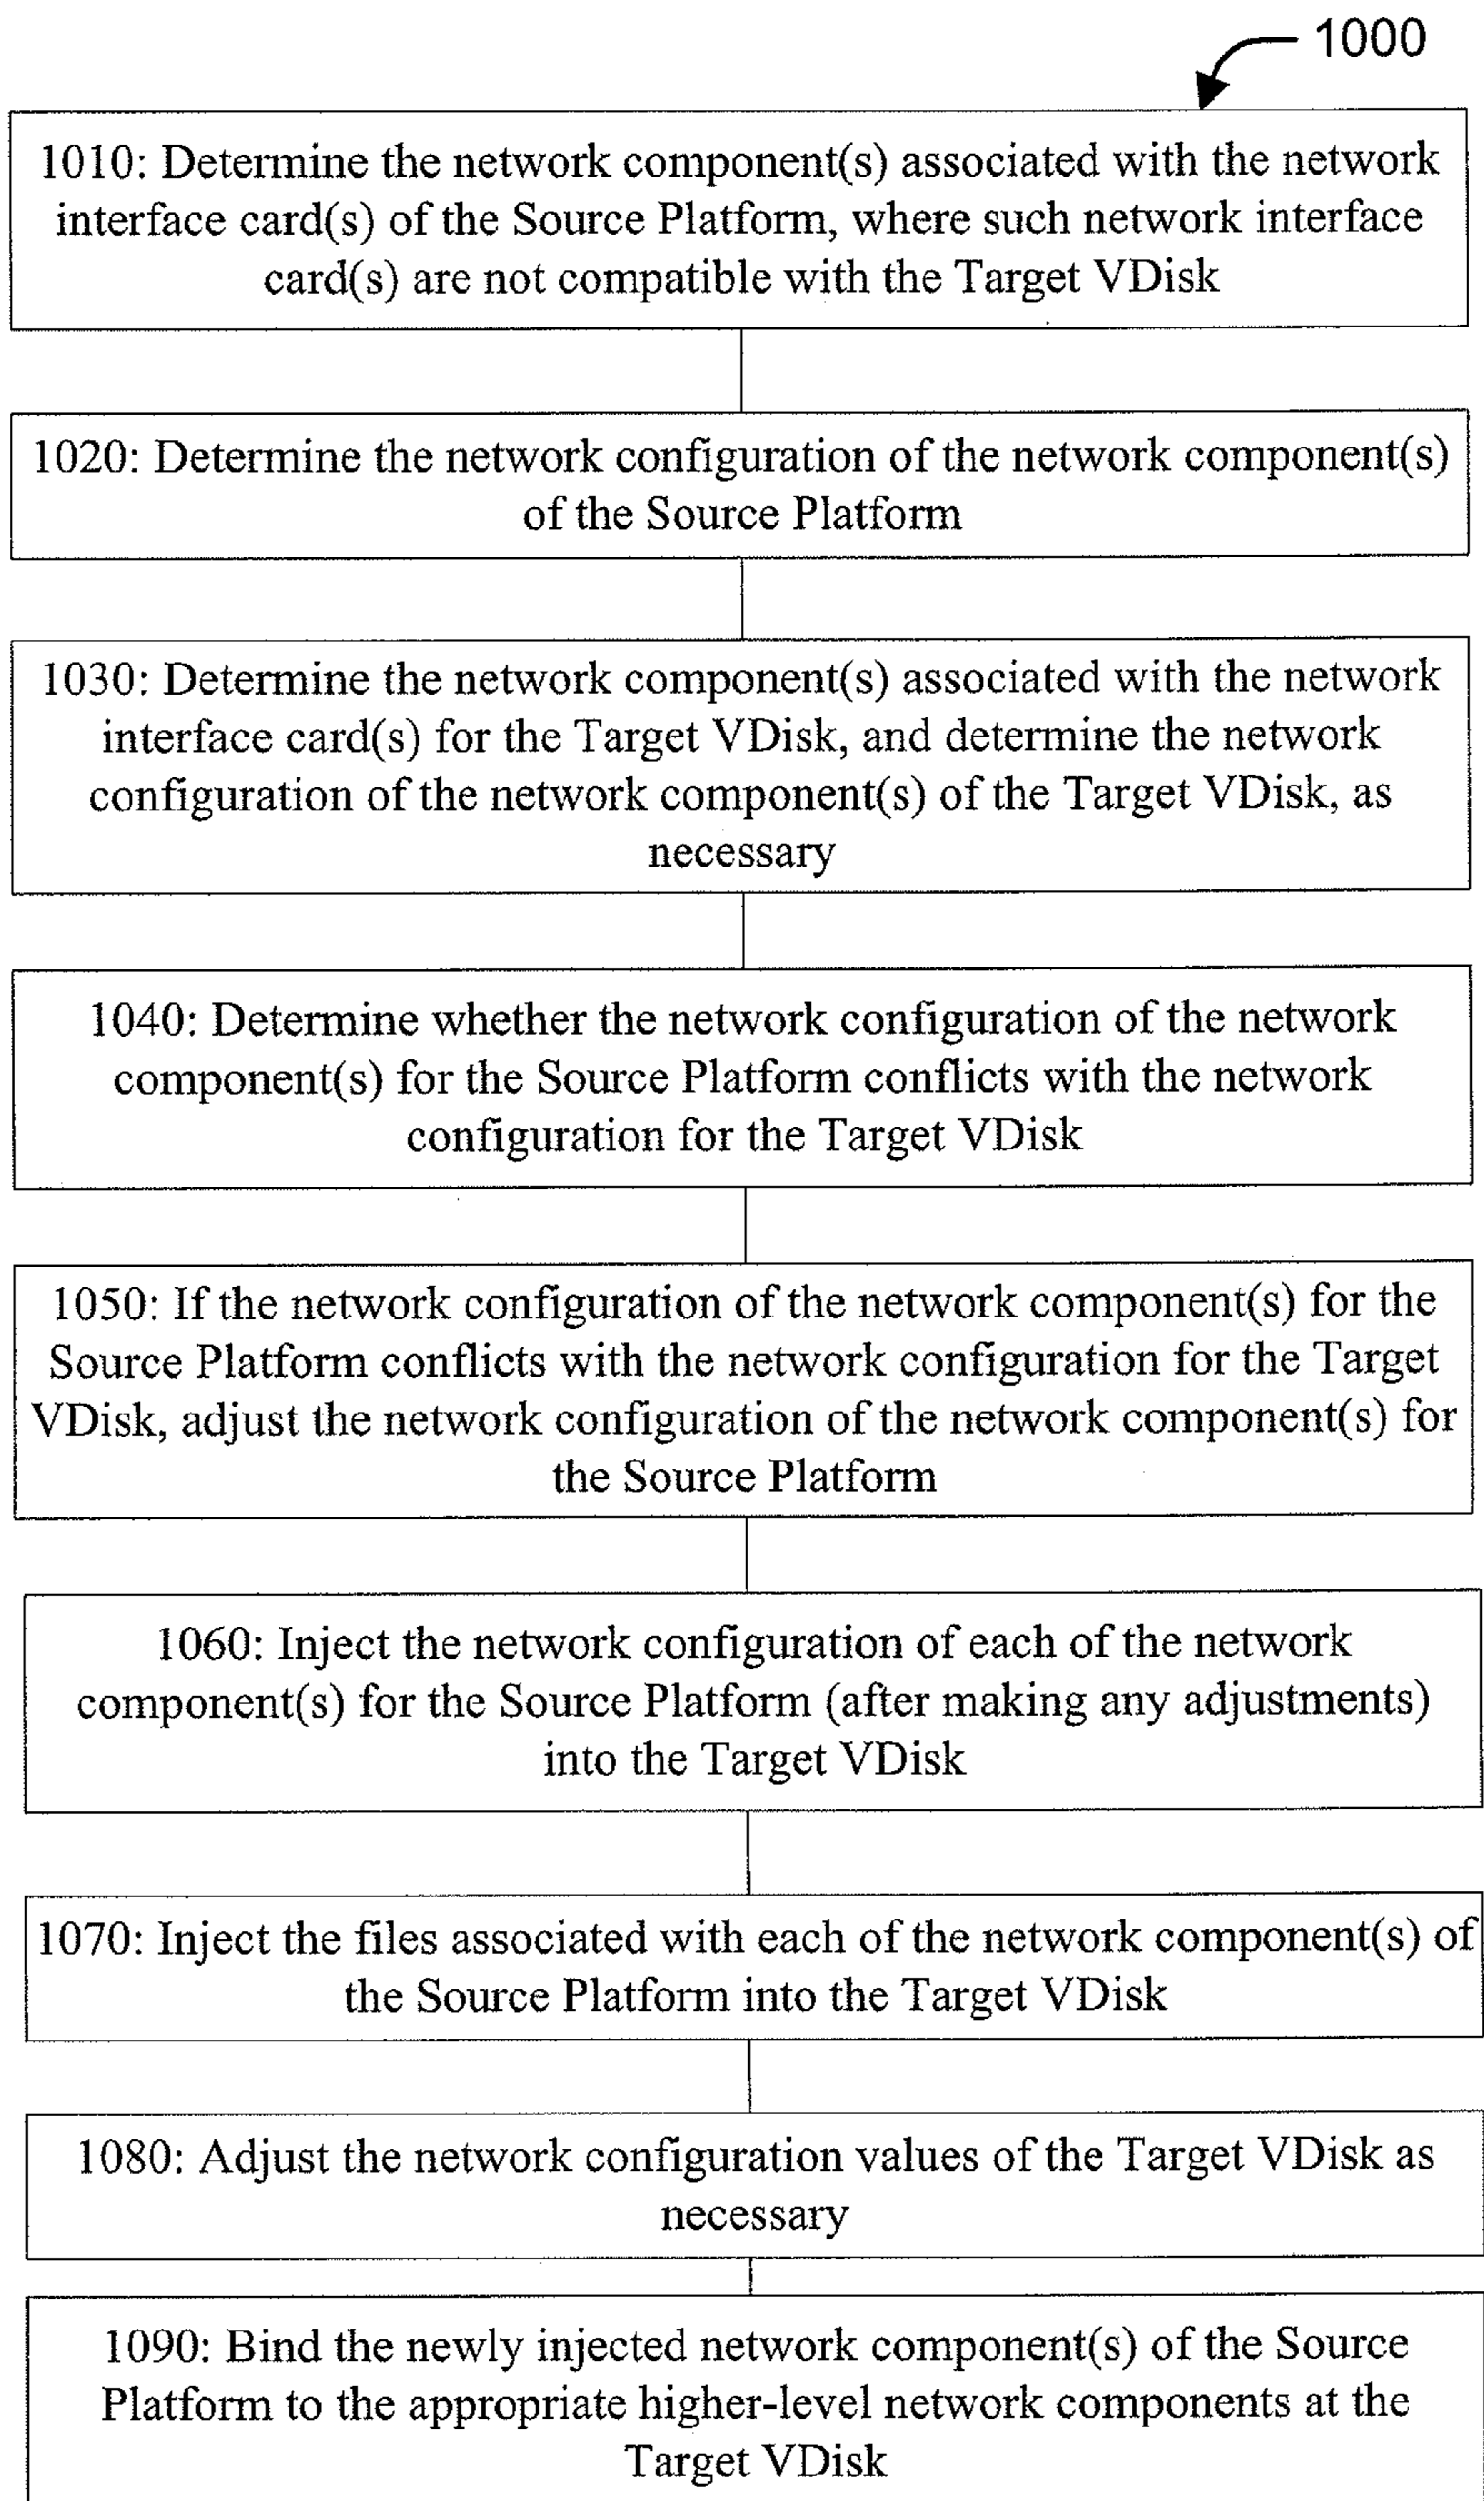 1000
1010: Determine the network component(s) associated with the network
interface card(s) of the Source Platform, where such network interface
card(s) are not compatible with the Target VDisk
1020: Determine the network configuration of the network component(s)
of the Source Platform
1030: Determine the network component(s) associated with the network
interface card(s) for the Target VDisk, and determine the network
configuration of the network component(s) of the Target VDisk, as
necessary
1040: Determine whether the network configuration of the network
component(s) for the Source Platform conflicts with the network
configuration for the Target VDisk
1050: If the network configuration of the network component(s) for the
Source Platform conflicts with the network configuration for the Target
VDisk, adjust the network configuration of the network component(s) for
the Source Platform
1060: Inject the network configuration of each of the network
component(s) for the Source Platform (after making any adjustments)
into the Target VDisk
1070: Inject the files associated with each of the network component(s) of
the Source Platform into the Target VDisk
1080: Adjust the network configuration values of the Target VDisk as
necessary
1090: Bind the newly injected network component(s) of the Source
Platform to the appropriate higher-level network components at the
Target VDisk